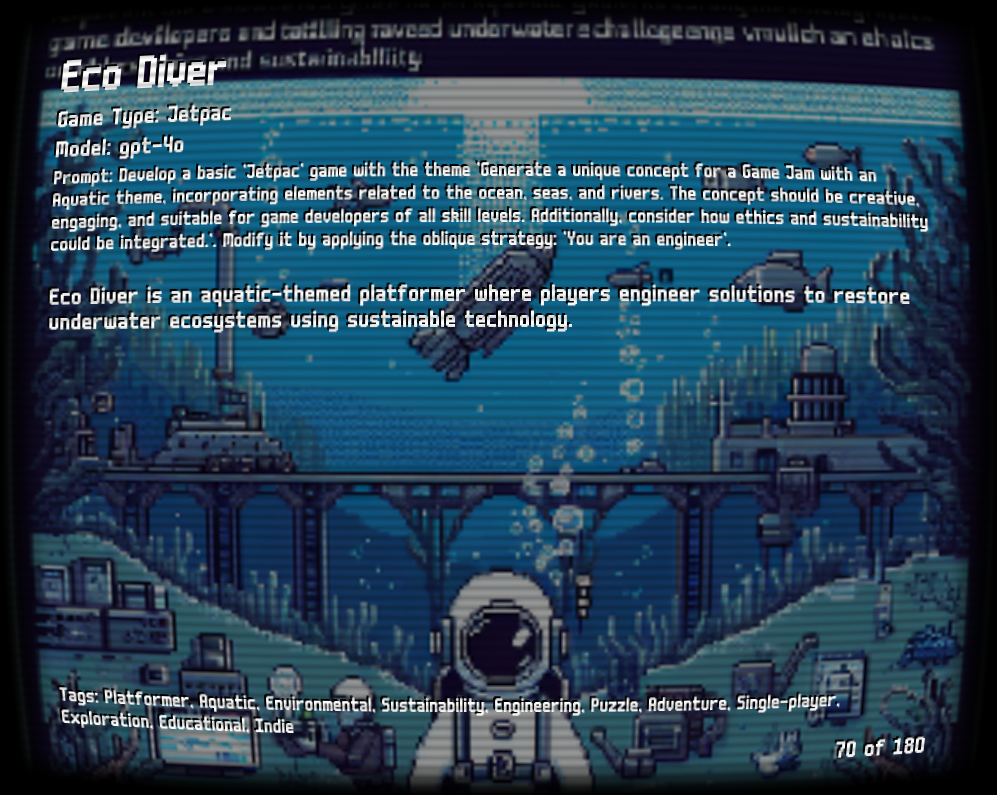 and sustainability
Eco Diver
Game Type: Jetpac
Model: gpt-4o
Prompt: Develop a basic 'Jetpac' game with the theme 'Generate a unique concept for a Game Jam with an
Aquatic theme, incorporating elements related to the ocean, seas, and rivers. The concept should be creative,
engaging, and suitable for game developers of all skill levels. Additionally, consider how ethics and sustainability
could be integrated.'. Modify it by applying the oblique strategy: 'You are an engineer'.
Eco Diver is an aquatic-themed platformer where players engineer solutions to restore
underwater ecosystems using sustainable technology.
Tags: Platformer, Aquatic, Environmental, Sustainability, Engineering, Puzzle, Adventure, Single-player,
Exploration, Educational, Indie
70 of 180